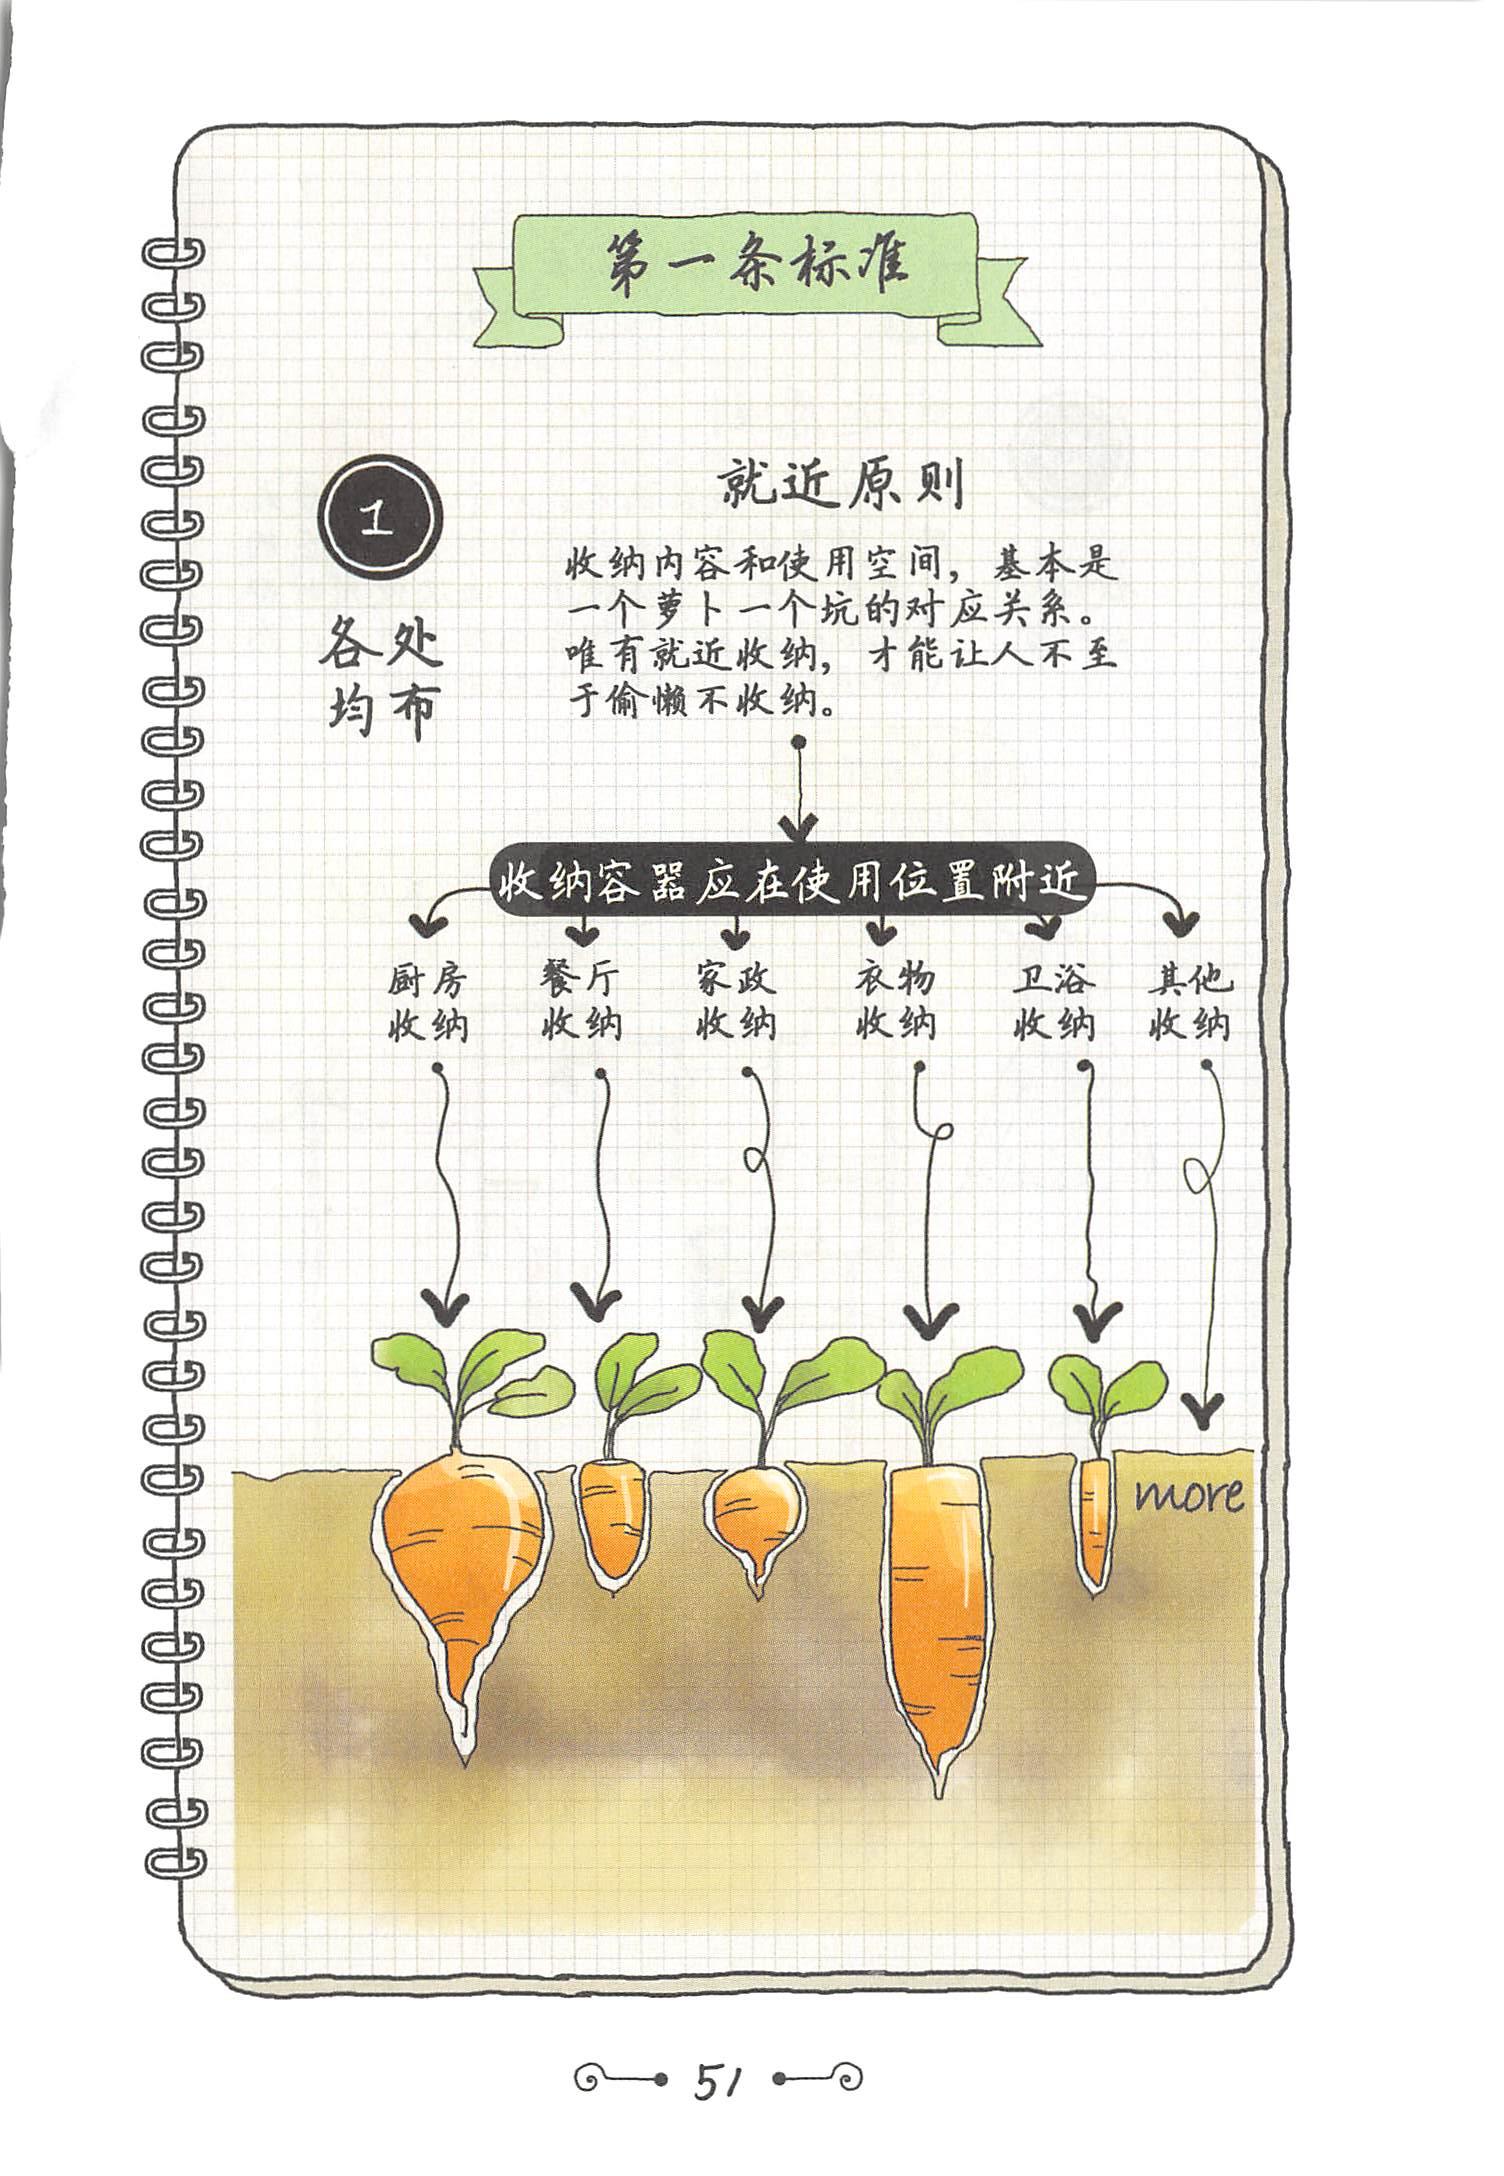 第一条标准
1
各处
均布
就近原则
收纳内容和使用空间，基本是
一个萝卜一个坑的对应关系。
唯有就近收纳，才能让人不至
于偷懒不收纳。
收纳容器应在使用位置附近
厨房
收纳
餐厅
收纳
家政
收纳
衣物
收纳
卫浴
收纳
其他
收纳
more
51